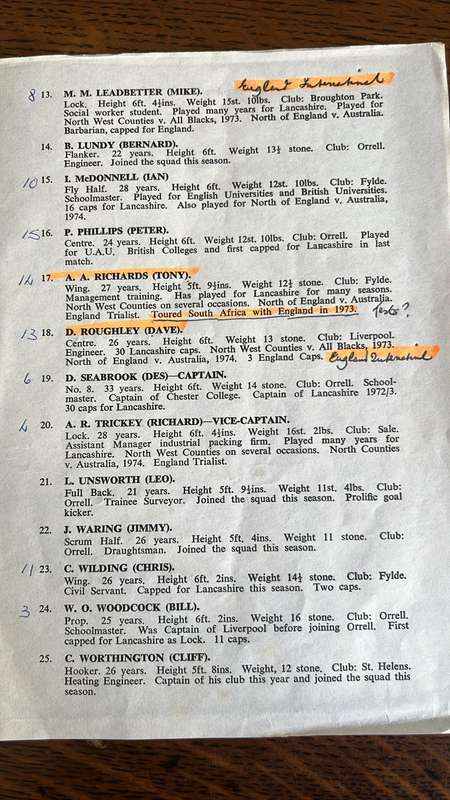 England International
8 13. M. M. LEADBETTER (MIKE).
Lock. Height 6ft. 4½ins. Weight 15st. 10lbs. Club: Broughton Park.
Social worker student. Played many years for Lancashire. Played for
North West Counties v. All Blacks, 1973. North of England v. Australia.
Barbarian, capped for England.
14. B. LUNDY (BERNARD).
Flanker. 22 years. Height 6ft. Weight 13½ stone. Club: Orrell.
Engineer. Joined the squad this season.
10 15. I. McDONNELL (IAN)
Fly Half. 28 years. Height 6ft. Weight 12st. 10lbs. Club: Fylde.
Schoolmaster. Played for English Universities and British Universities.
16 caps for Lancashire. Also played for North of England v. Australia,
1974.
15 16. P. PHILLIPS (PETER).
Centre. 24 years. Height 6ft. Weight 12st. 10lbs. Club: Orrell. Played
for U.A.U. British Colleges and first capped for Lancashire in last
match.
14 17. A. A. RICHARDS (TONY).
Wing. 27 years. Height 5ft. 9½ins. Weight 12½ stone. Club: Fylde.
Management training. Has played for Lancashire for many seasons.
North West Counties on several occasions. North of England v. Australia.
England Trialist. Toured South Africa with England in 1973. Tests?
13 18. D. ROUGHLEY (DAVE).
Centre. 26 years. Height 6ft. Weight 13 stone. Club: Liverpool.
Engineer. 30 Lancashire caps. North West Counties v. All Blacks, 1973.
North of England v. Australia, 1974. 3 England Caps. England International
6 19. D. SEABROOK (DES)—CAPTAIN.
No. 8. 33 years. Height 6ft. Weight 14 stone. Club: Orrell. School-
master. Captain of Chester College. Captain of Lancashire 1972/3.
30 caps for Lancashire.
4 20. A. R. TRICKEY (RICHARD)—VICE-CAPTAIN.
Lock. 28 years. Height 6ft. 4½ins. Weight 16st. 2lbs. Club: Sale.
Assistant Manager industrial packing firm. Played many years for
Lancashire. North West Counties on several occasions. North Counties
v. Australia, 1974. England Trialist.
21. L. UNSWORTH (LEO).
Full Back. 21 years. Height 5ft. 9½ins. Weight 11st. 4lbs. Club:
Orrell. Trainee Surveyor. Joined the squad this season. Prolific goal
kicker.
22. J. WARING (JIMMY).
Scrum Half. 26 years. Height 5ft, 4ins. Weight 11 stone. Club:
Orrell. Draughtsman. Joined the squad this season.
11 23. C. WILDING (CHRIS).
Wing. 26 years. Height 6ft. 2ins. Weight 14½ stone. Club: Fylde.
Civil Servant. Capped for Lancashire this season. Two caps.
3 24. W. O. WOODCOCK (BILL).
Prop. 25 years. Height 6ft. 2ins. Weight 16 stone. Club: Orrell.
Schoolmaster. Was Captain of Liverpool before joining Orrell. First
capped for Lancashire as Lock. 11 caps.
25. C. WORTHINGTON (CLIFF).
Hooker. 26 years. Height 5ft. 8ins. Weight, 12 stone. Club: St. Helens.
Heating Engineer. Captain of his club this year and joined the squad this
season.